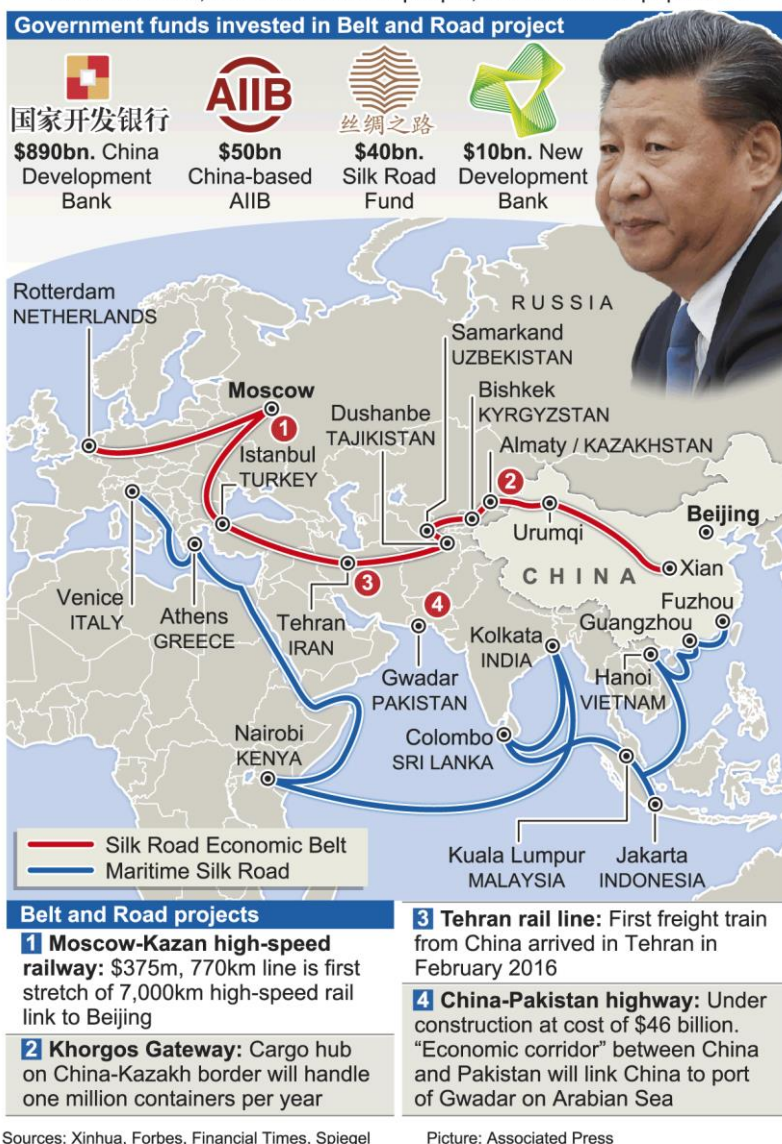 Government funds invested in Belt and Road project
国家开发银行
$890bn. China
Development
Bank
AIIB
$50bn
China-based
AIIB
丝绸之路
$40bn.
Silk Road
Fund
$10bn. New
Development
Bank
Rotterdam
NETHERLANDS
RUSSIA
Samarkand
UZBEKISTAN
Moscow
1
Bishkek
KYRGYZSTAN
Dushanbe
TAJIKISTAN
Almaty / KAZAKHSTAN
Istanbul
TURKEY
2
Urumqi
Beijing
CHINA
Xian
3
4
Venice
ITALY
Athens
GREECE
Tehran
IRAN
Gwadar
PAKISTAN
Kolkata
INDIA
Fuzhou
Guangzhou
Hanoi
VIETNAM
Nairobi
KENYA
Colombo
SRI LANKA
Silk Road Economic Belt
Maritime Silk Road
Kuala Lumpur
MALAYSIA
Jakarta
INDONESIA
Belt and Road projects
1 Moscow-Kazan high-speed
railway: $375m, 770km line is first
stretch of 7,000km high-speed rail
link to Beijing
2 Khorgos Gateway: Cargo hub
on China-Kazakh border will handle
one million containers per year
3 Tehran rail line: First freight train
from China arrived in Tehran in
February 2016
4 China-Pakistan highway: Under
construction at cost of $46 billion.
“Economic corridor” between China
and Pakistan will link China to port
of Gwadar on Arabian Sea
Sources: Xinhua, Forbes, Financial Times, Spiegel
Picture: Associated Press